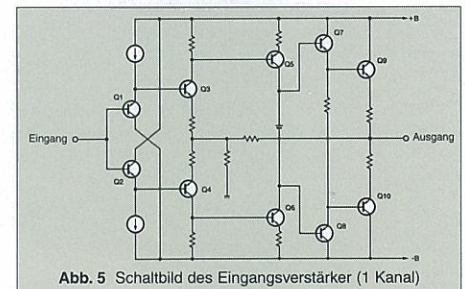 +B
Q7
Q5
Q9
Q3
Q1
Eingang
Ausgang
Q2
Q4
Q10
Q6
Q8
-B
Abb. 5 Schaltbild des Eingangsverstärker (1 Kanal)